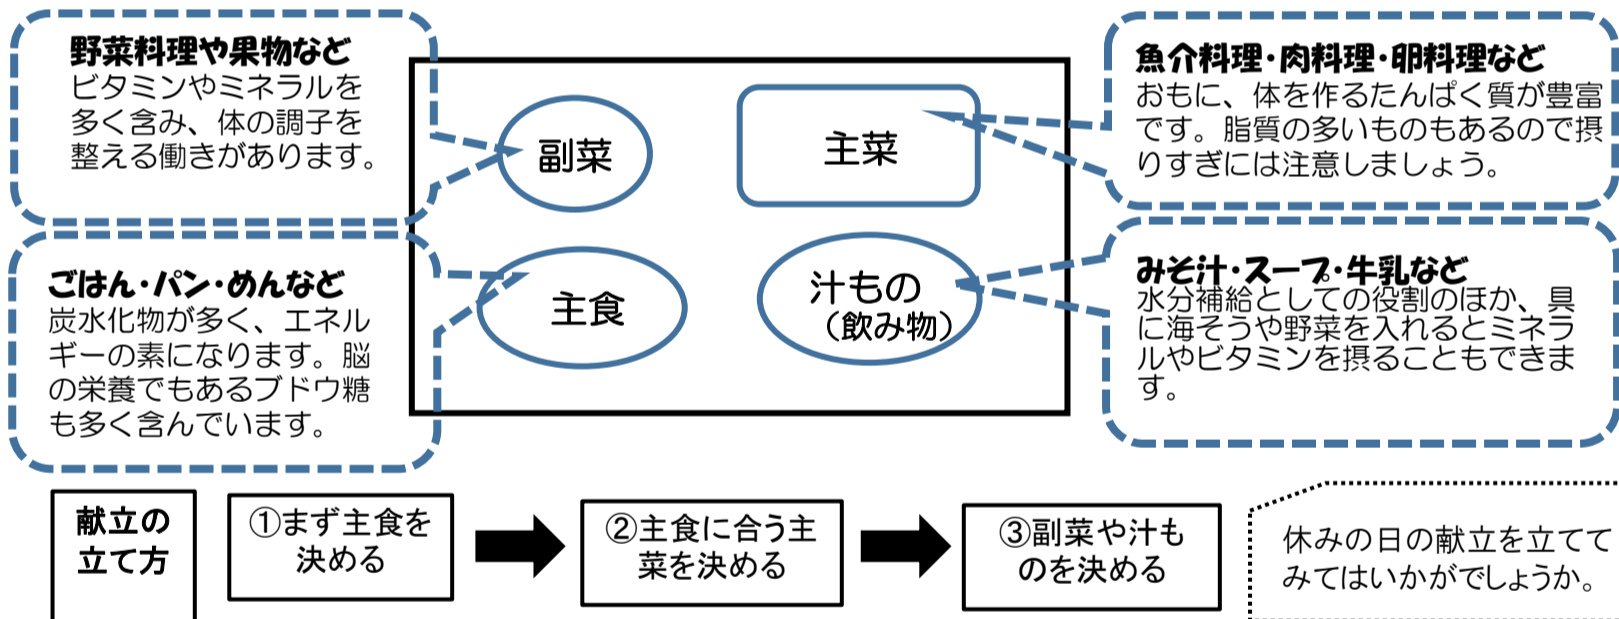 野菜料理や果物など
ビタミンやミネラルを
多く含み、体の調子を
整える働きがあります。
副菜
主菜
魚介料理・肉料理・卵料理など
おもに、体を作るたんぱく質が豊富
です。脂質の多いものもあるので摂
りすぎには注意しましょう。
ごはん・パン・めんなど
炭水化物が多く、エネル
ギーの素になります。脳
の栄養でもあるブドウ糖
も多く含んでいます。
主食
汁もの
（飲み物）
みそ汁・スープ・牛乳など
水分補給としての役割のほか、具
に海そうや野菜を入れるとミネラ
ルやビタミンを摂ることもできま
す。
献立の
立て方
①まず主食を
決める
②主食に合う主
菜を決める
③副菜や汁も
のを決める
休みの日の献立を立てて
みてはいかがでしょうか。